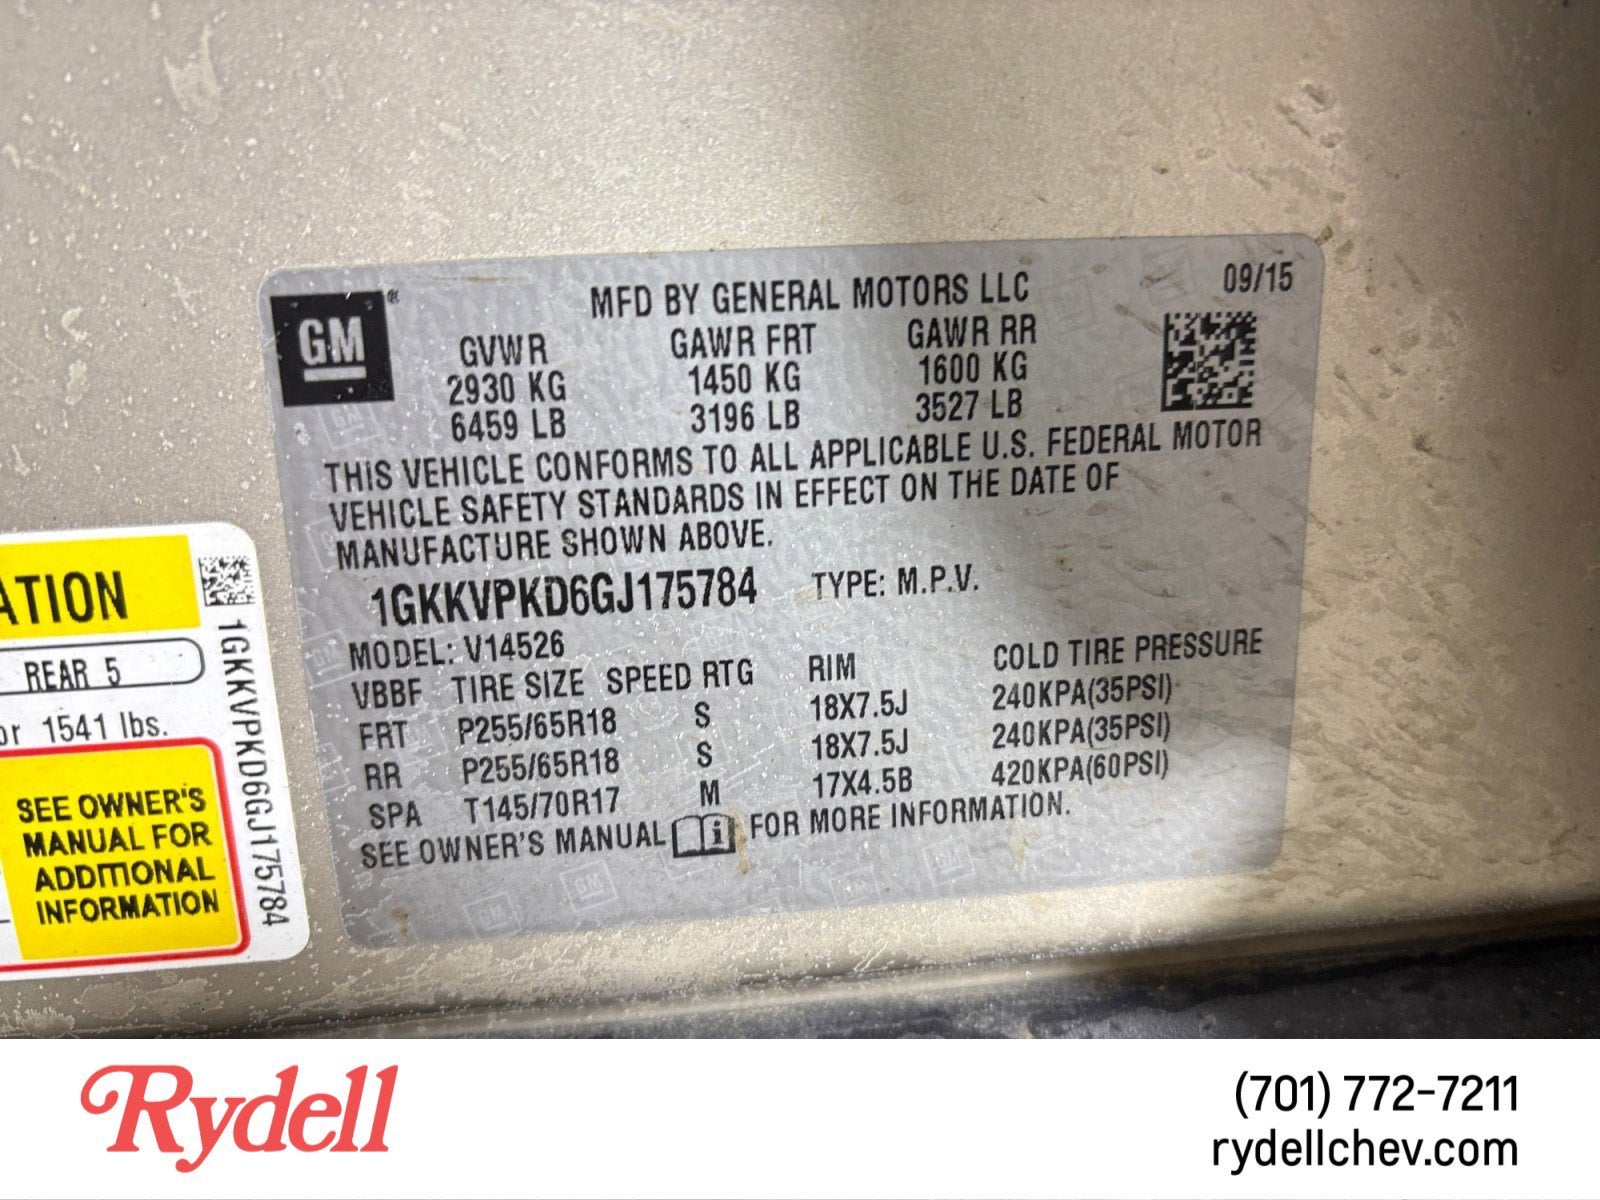 GM ®
MFD BY GENERAL MOTORS LLC
09/15
GVWR GAWR FRT GAWR RR
2930 KG 1450 KG 1600 KG
6459 LB 3196 LB 3527 LB
THIS VEHICLE CONFORMS TO ALL APPLICABLE U.S. FEDERAL MOTOR
VEHICLE SAFETY STANDARDS IN EFFECT ON THE DATE OF
MANUFACTURE SHOWN ABOVE.
1GKKVPKD6GJ175784 TYPE: M.P.V.
MODEL: V14526
VBBF TIRE SIZE SPEED RTG RIM COLD TIRE PRESSURE
FRT P255/65R18 S 18X7.5J 240KPA(35PSI)
RR P255/65R18 S 18X7.5J 240KPA(35PSI)
SPA T145/70R17 M 17X4.5B 420KPA(60PSI)
SEE OWNER'S MANUAL FOR MORE INFORMATION.
ATION
REAR 5
or 1541 lbs.
SEE OWNER'S
MANUAL FOR
ADDITIONAL
INFORMATION
1GKKVPKD6GJ175784
Rydell
(701) 772-7211
rydellchev.com